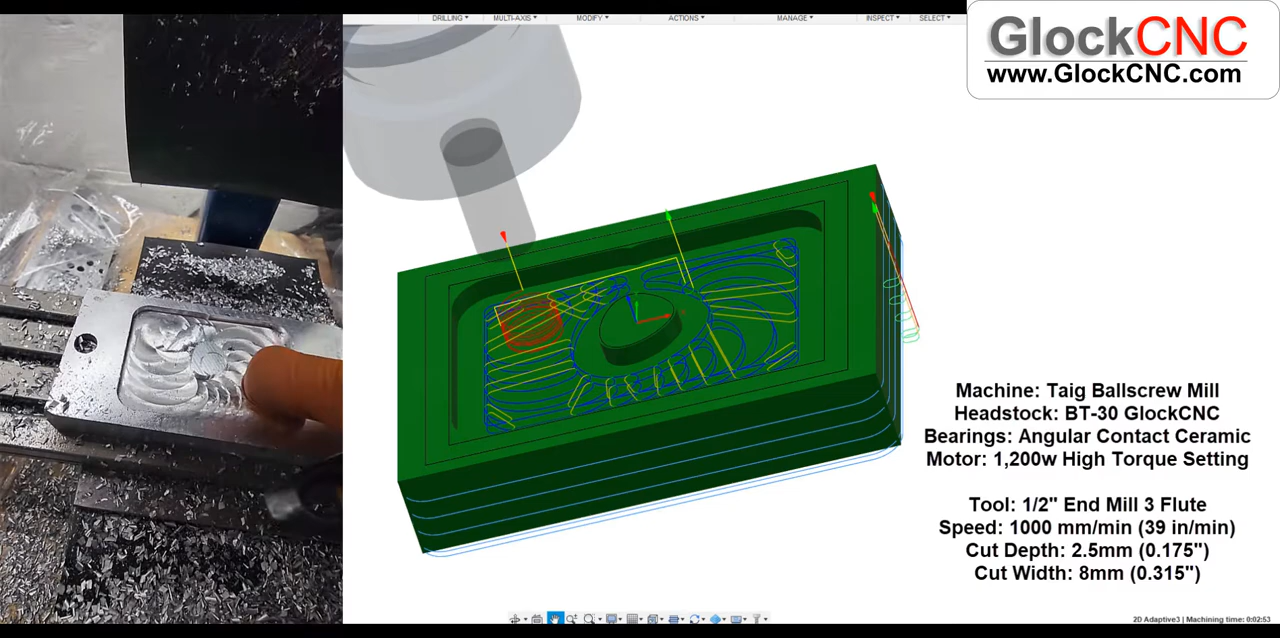 DRILLING MULTI-AXIS MODIFY ACTIONS MANAGE INSPECT SELECT
GlockCNC
www.GlockCNC.com
Machine: Taig Ballscrew Mill
Headstock: BT-30 GlockCNC
Bearings: Angular Contact Ceramic
Motor: 1,200w High Torque Setting
Tool: 1/2" End Mill 3 Flute
Speed: 1000 mm/min (39 in/min)
Cut Depth: 2.5mm (0.175")
Cut Width: 8mm (0.315")
2D Adaptive3 | Machining time: 0:02:53